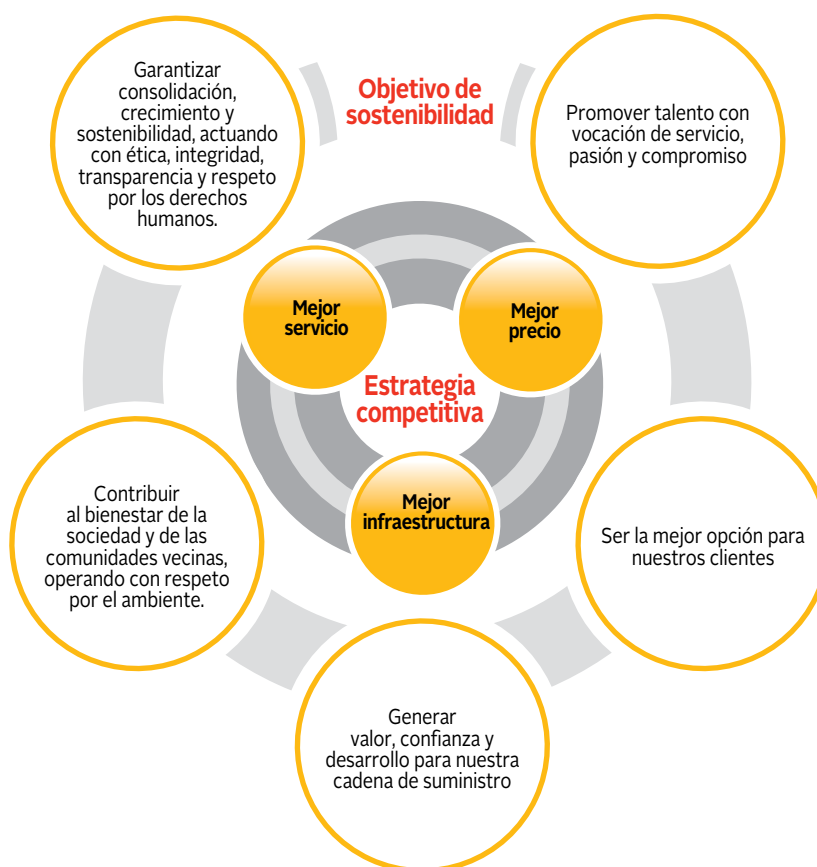 Garantizar
consolidación,
crecimiento y
sostenibilidad, actuando
con ética, integridad,
transparencia y respeto
por los derechos
humanos.
Objetivo de
sostenibilidad
Promover talento con
vocación de servicio,
pasión y compromiso
Mejor
servicio
Mejor
precio
Estrategia
competitiva
Mejor
infraestructura
Contribuir
al bienestar de la
sociedad y de las
comunidades vecinas,
operando con respeto
por el ambiente.
Ser la mejor opción para
nuestros clientes
Generar
valor, confianza y
desarrollo para nuestra
cadena de suministro